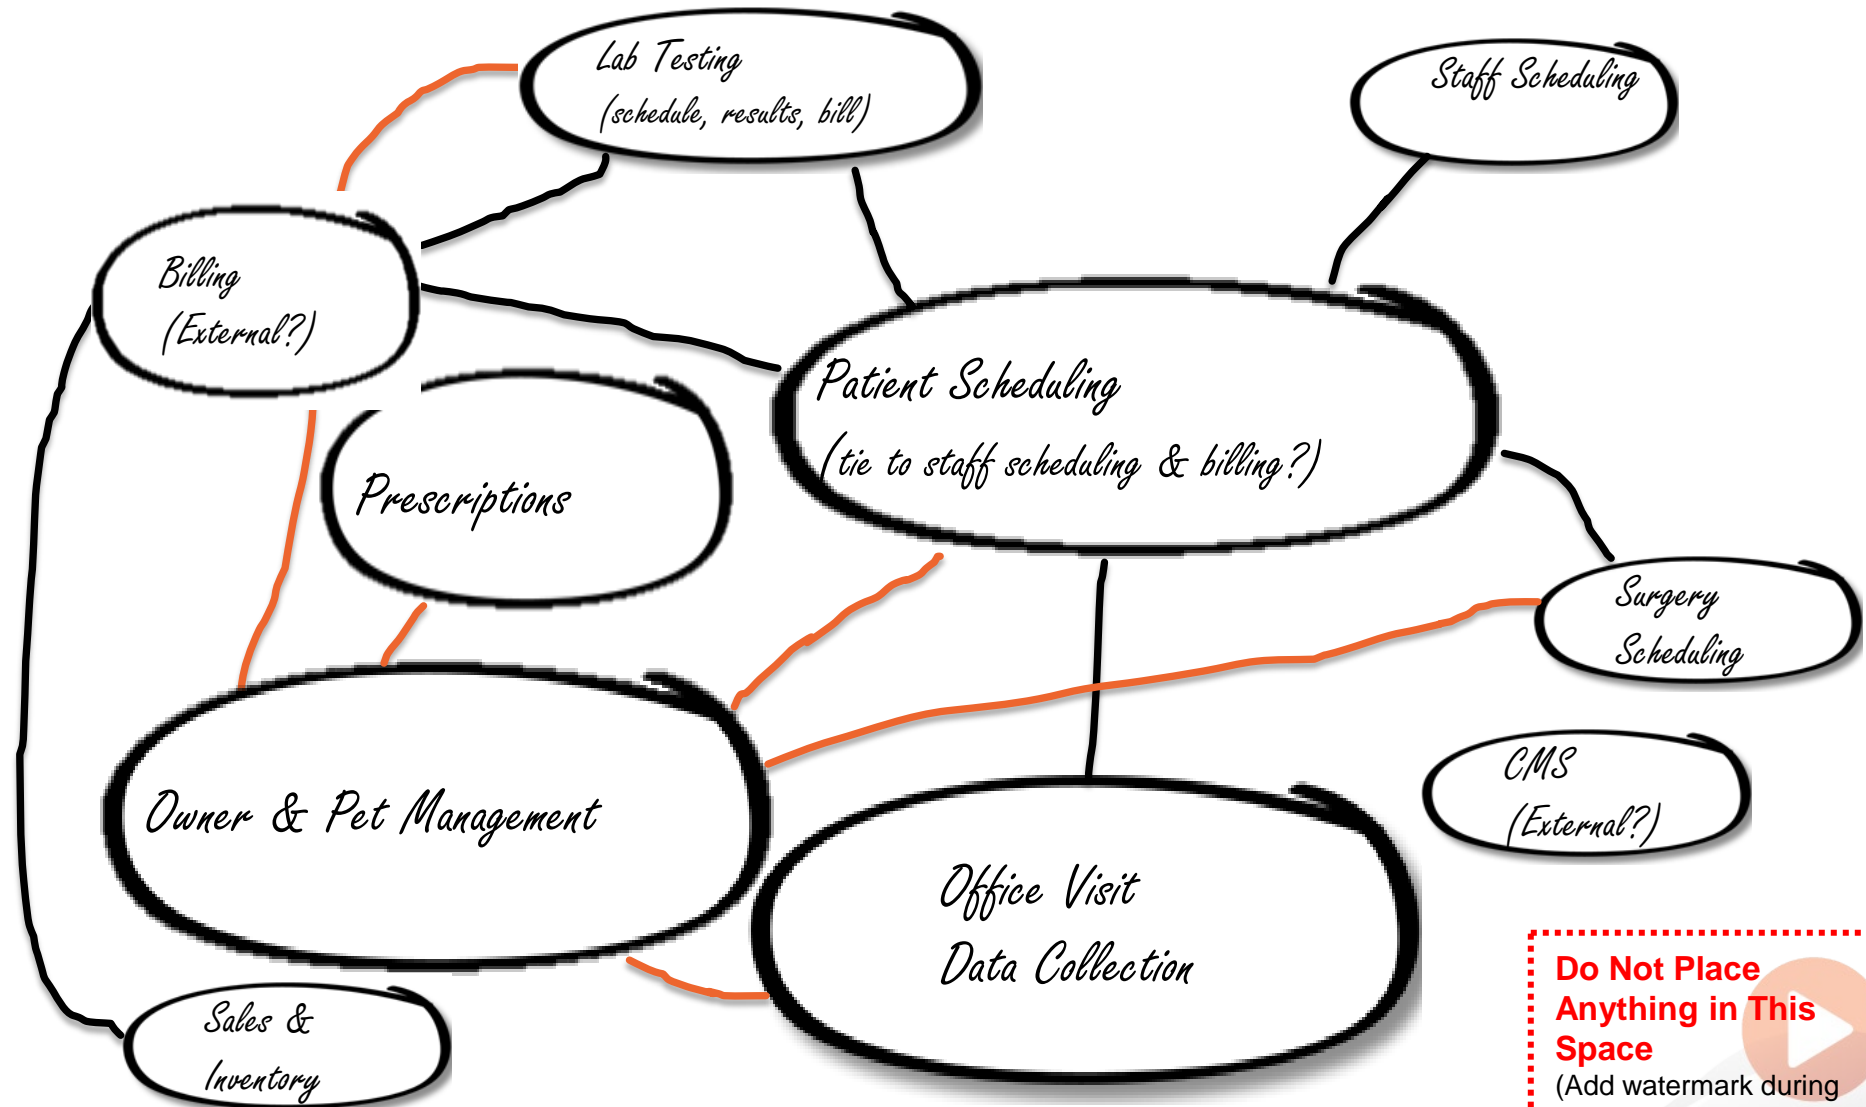 Lab Testing
(schedule, results, bill)
Staff Scheduling
Billing
(External?)
Patient Scheduling
(tie to staff scheduling & billing?)
Prescriptions
Surgery
Scheduling
CMS
(External?)
Owner & Pet Management
Office Visit
Data Collection
Sales &
Inventory
Do Not Place
Anything in This
Space
(Add watermark during